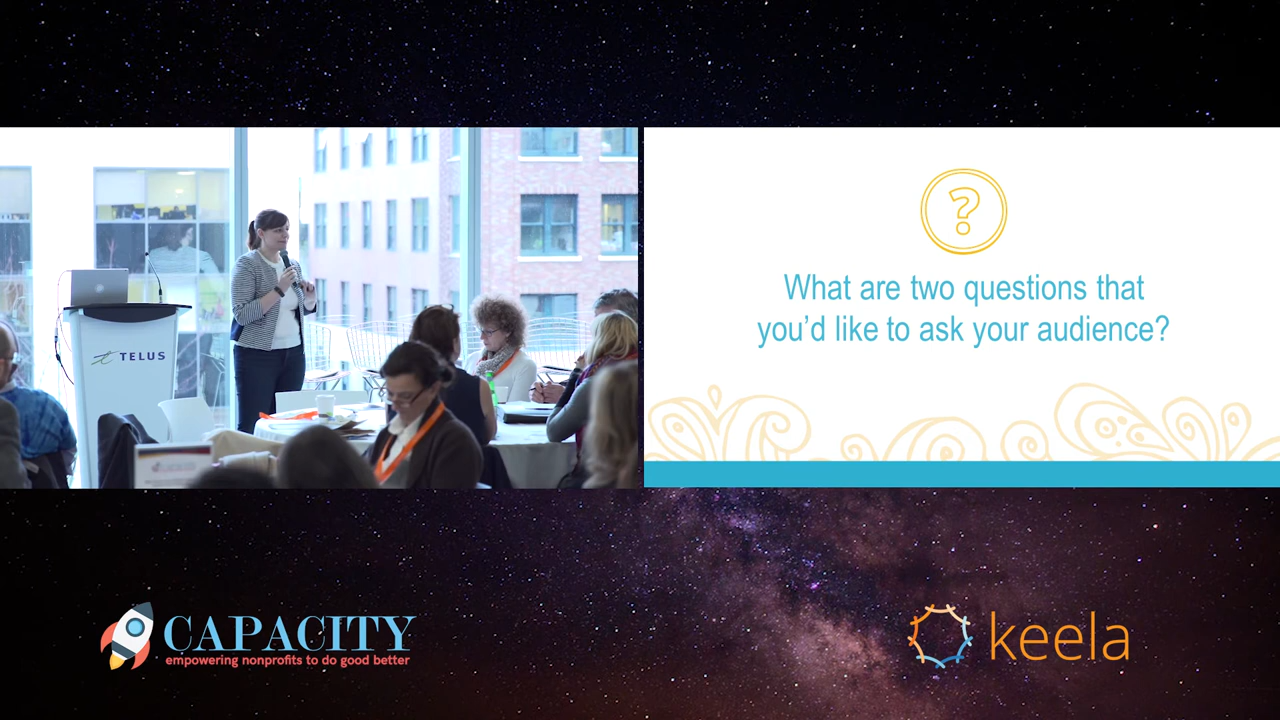 TELUS
?
What are two questions that
you’d like to ask your audience?
CAPACITY
empowering nonprofits to do good better
keela